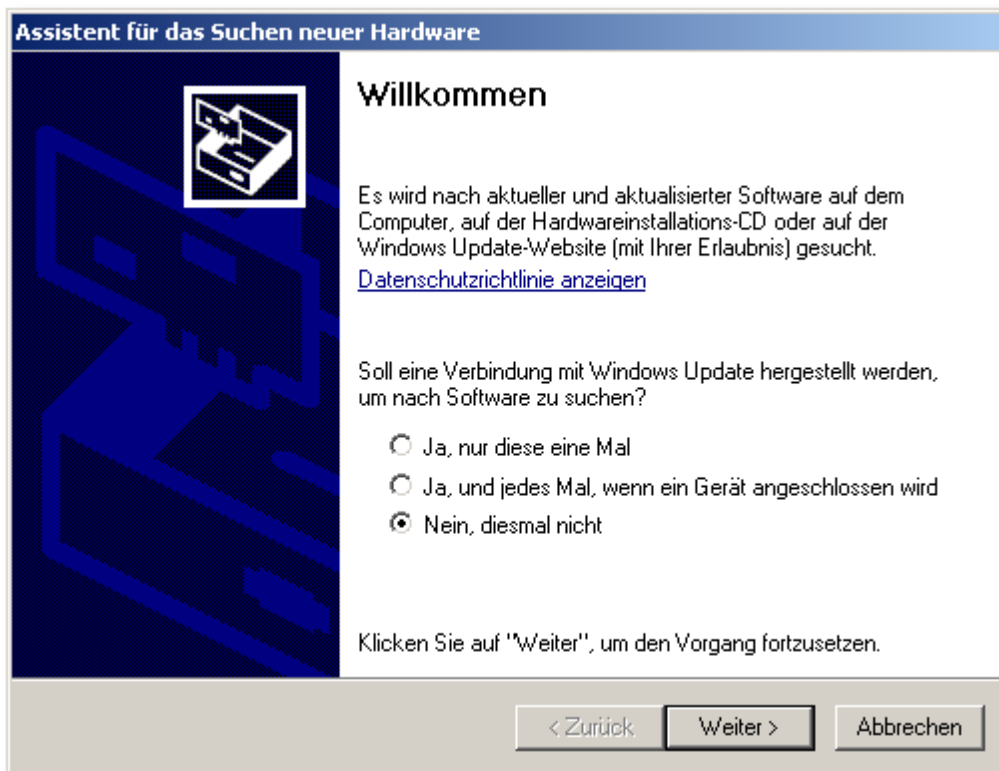 Assistent für das Suchen neuer Hardware
Willkommen
Es wird nach aktueller und aktualisierter Software auf dem
Computer, auf der Hardwareinstallations-CD oder auf der
Windows Update-Website (mit Ihrer Erlaubnis) gesucht.
Datenschutzrichtlinie anzeigen
Soll eine Verbindung mit Windows Update hergestellt werden,
um nach Software zu suchen?
Ja, nur diese eine Mal
Ja, und jedes Mal, wenn ein Gerät angeschlossen wird
Nein, diesmal nicht
Klicken Sie auf "Weiter", um den Vorgang fortzusetzen.
< Zurück Weiter > Abbrechen